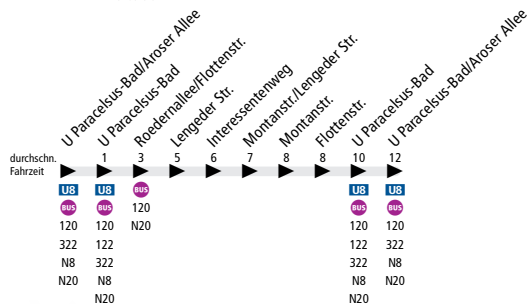 U Paracelsus-Bad/Aroser Allee
U Paracelsus-Bad
Roedernallee/Flottenstr.
Lengeder Str.
Interessentenweg
Montanstr./Lengeder Str.
Montanstr.
Flottenstr.
U Paracelsus-Bad
U Paracelsus-Bad/Aroser Allee
durchschn. 1 3 5 6 7 8 8 10 12
Fahrzeit
U8 U8 BUS U8 U8
BUS BUS 120 BUS BUS
120 120 N20 120 120
322 122 122 322
N8 322 322 N8
N20 N8 N8 N20
N20 N20